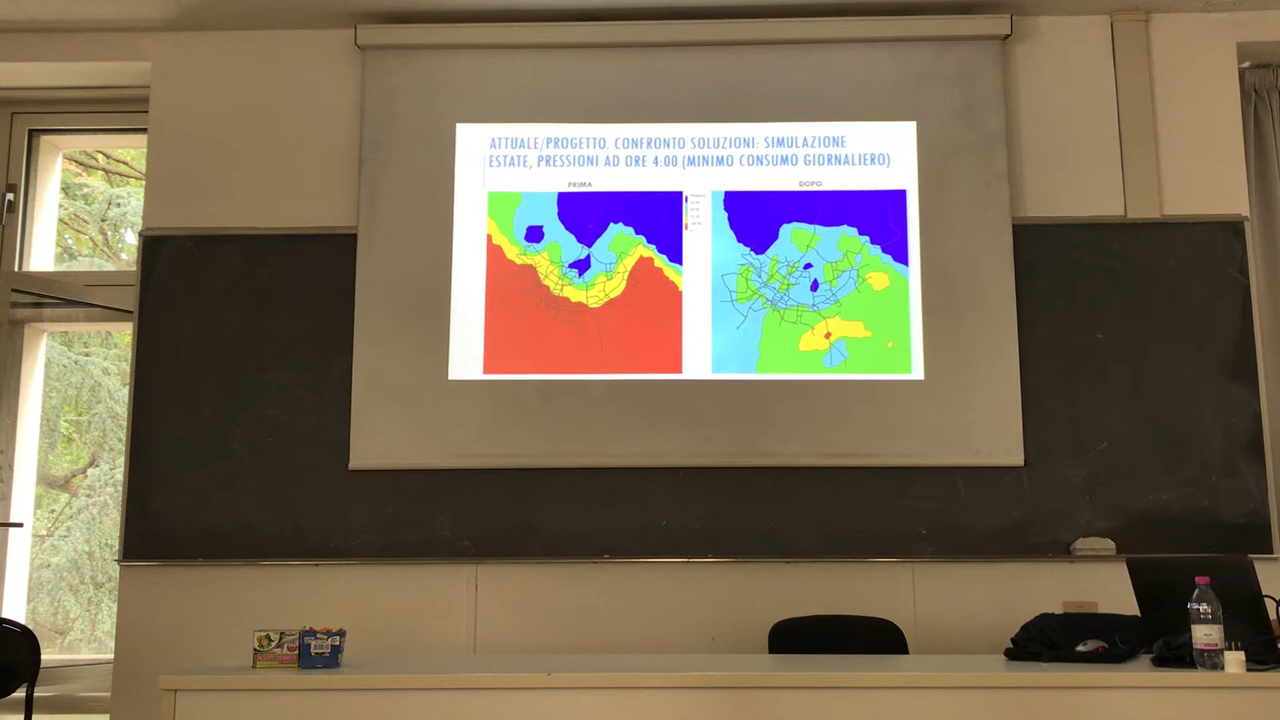 ATTUALE/PROGETTO. CONFRONTO SOLUZIONI: SIMULAZIONE
ESTATE, PRESSIONI AD ORE 4:00 (MINIMO CONSUMO GIORNALIERO)
PRIMA
DOPO